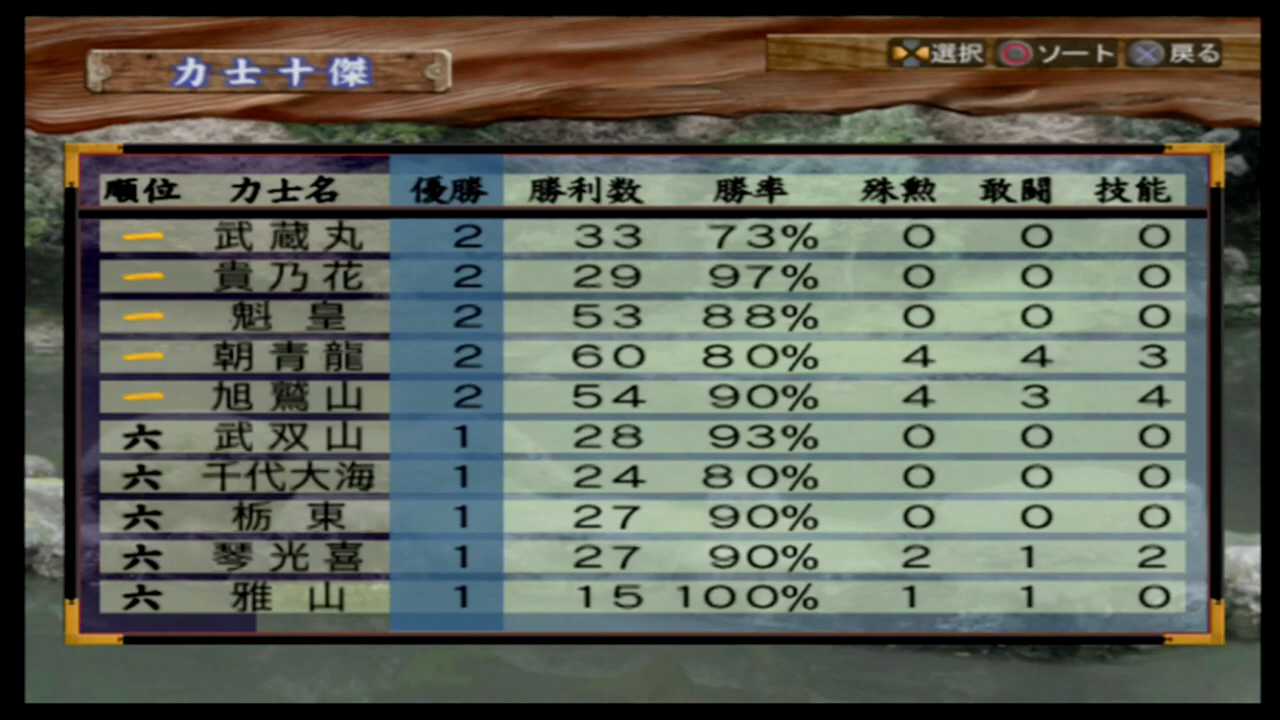 力士十傑
選択 ソート 戻る
順位 力士名 優勝 勝利数 勝率 殊勲 敢闘 技能
一 武蔵丸 2 33 73% 0 0 0
一 貴乃花 2 29 97% 0 0 0
一 魁皇 2 53 88% 0 0 0
一 朝青龍 2 60 80% 4 4 3
一 旭鷲山 2 54 90% 4 3 4
六 武双山 1 28 93% 0 0 0
六 千代大海 1 24 80% 0 0 0
六 栃東 1 27 90% 0 0 0
六 琴光喜 1 27 90% 2 1 2
六 雅山 1 15 100% 1 1 0